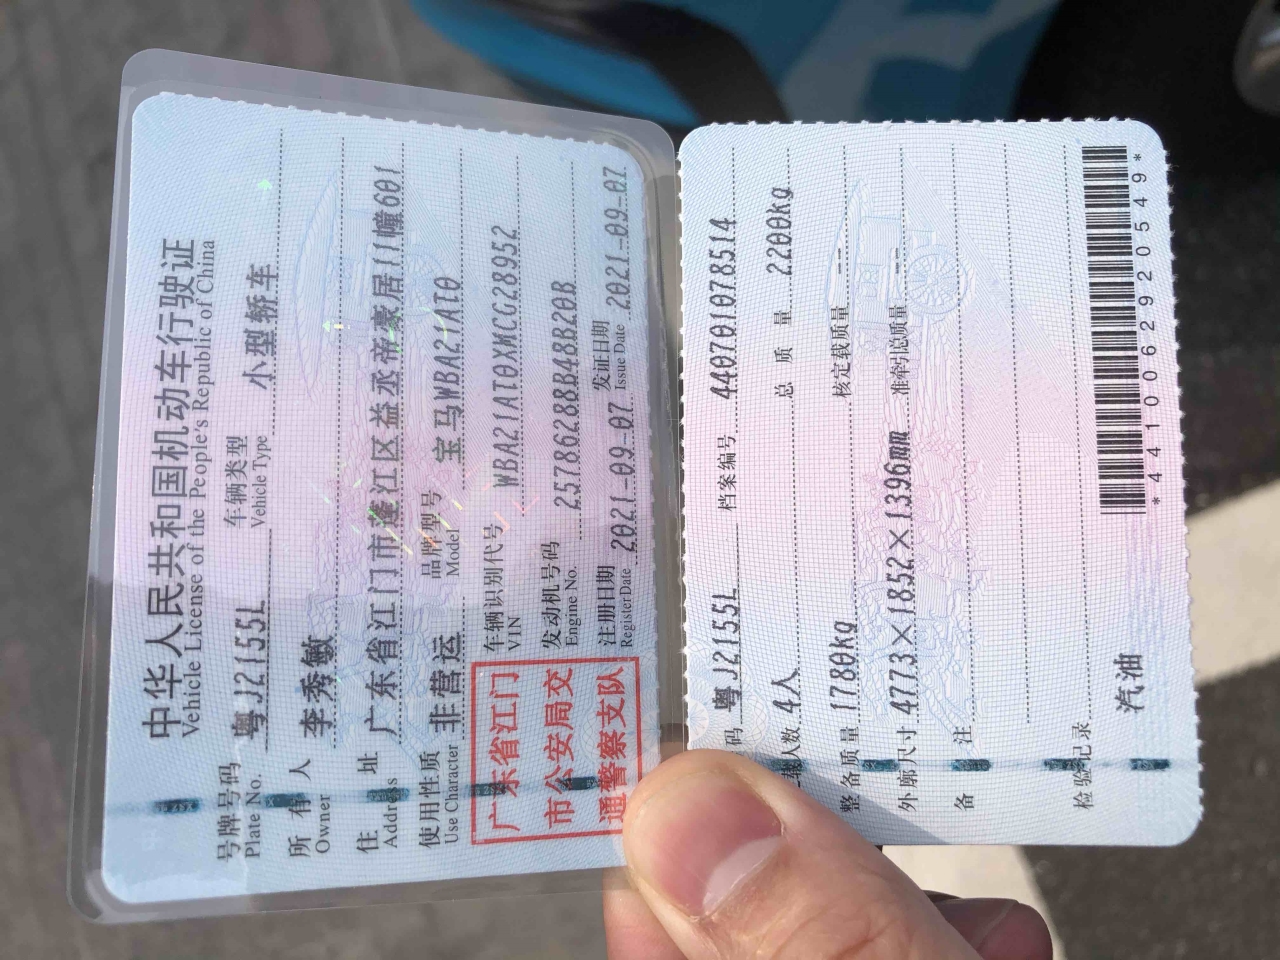 中华人民共和国机动车行驶证
Vehicle License of the People's Republic of China
号牌号码 粤J2155L 车辆类型 小型轿车
Plate No. Vehicle Type
所有人 李秀敏
Owner
住址 广东省江门市蓬江区益丞帝蒙居11幢601
Address
使用性质 非营运 品牌型号 宝马WBA21AT0
Use Character Model
广东省江门
市公安局交
通警察支队
车辆识别代号 WBA21AT0XMCG28952
VIN
发动机号码 2578628BB48B20B
Engine No.
注册日期 2021-09-07 发证日期 2021-09-07
Register Date Issue Date
码 粤J2155L 档案编号 440701078514
人数 4人 总质量 2200kg
整备质量 1780kg 核定载质量 --
外廓尺寸 4773×1852×1396mm 准牵引总质量 --
备注
检验记录
汽油
*4410062920549*